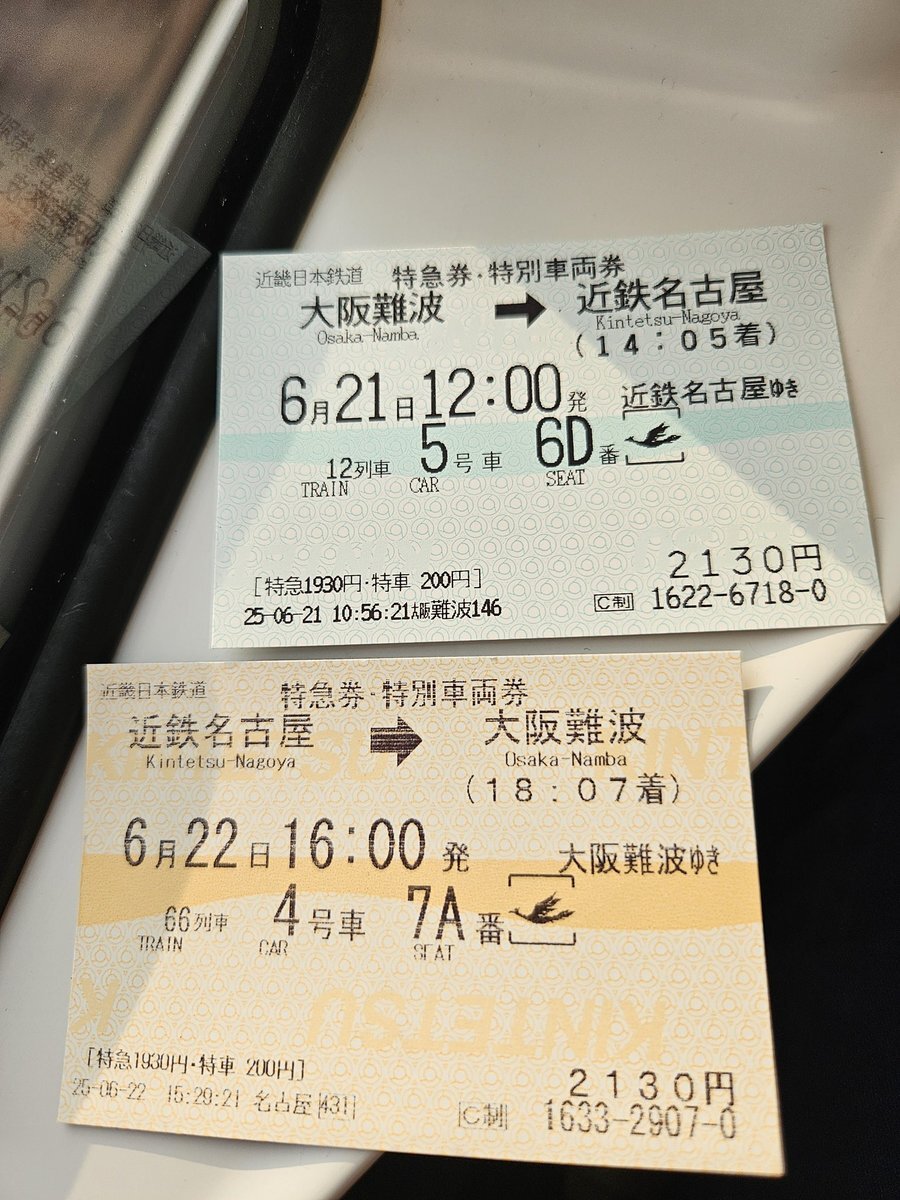 近畿日本鉄道 特急券・特別車両券
大阪難波 ➡ 近鉄名古屋
Osaka-Namba Kintetsu-Nagoya
(14:05着)
6月21日12:00発 近鉄名古屋ゆき
12列車 5号車 6D番
TRAIN CAR SEAT
2130円
[特急1930円・特車 200円]
25-06-21 10:56:21大阪難波146 C制 1622-6718-0
近畿日本鉄道 特急券・特別車両券
近鉄名古屋 ➡ 大阪難波
Kintetsu-Nagoya Osaka-Namba
(18:07着)
6月22日16:00発 大阪難波ゆき
66列車 4号車 7A番
TRAIN CAR SEAT
KINTETSU
[特急1930円・特車 200円]
2130円
25-06-22 15:29:21 名古屋[431] C制 1633-2907-0